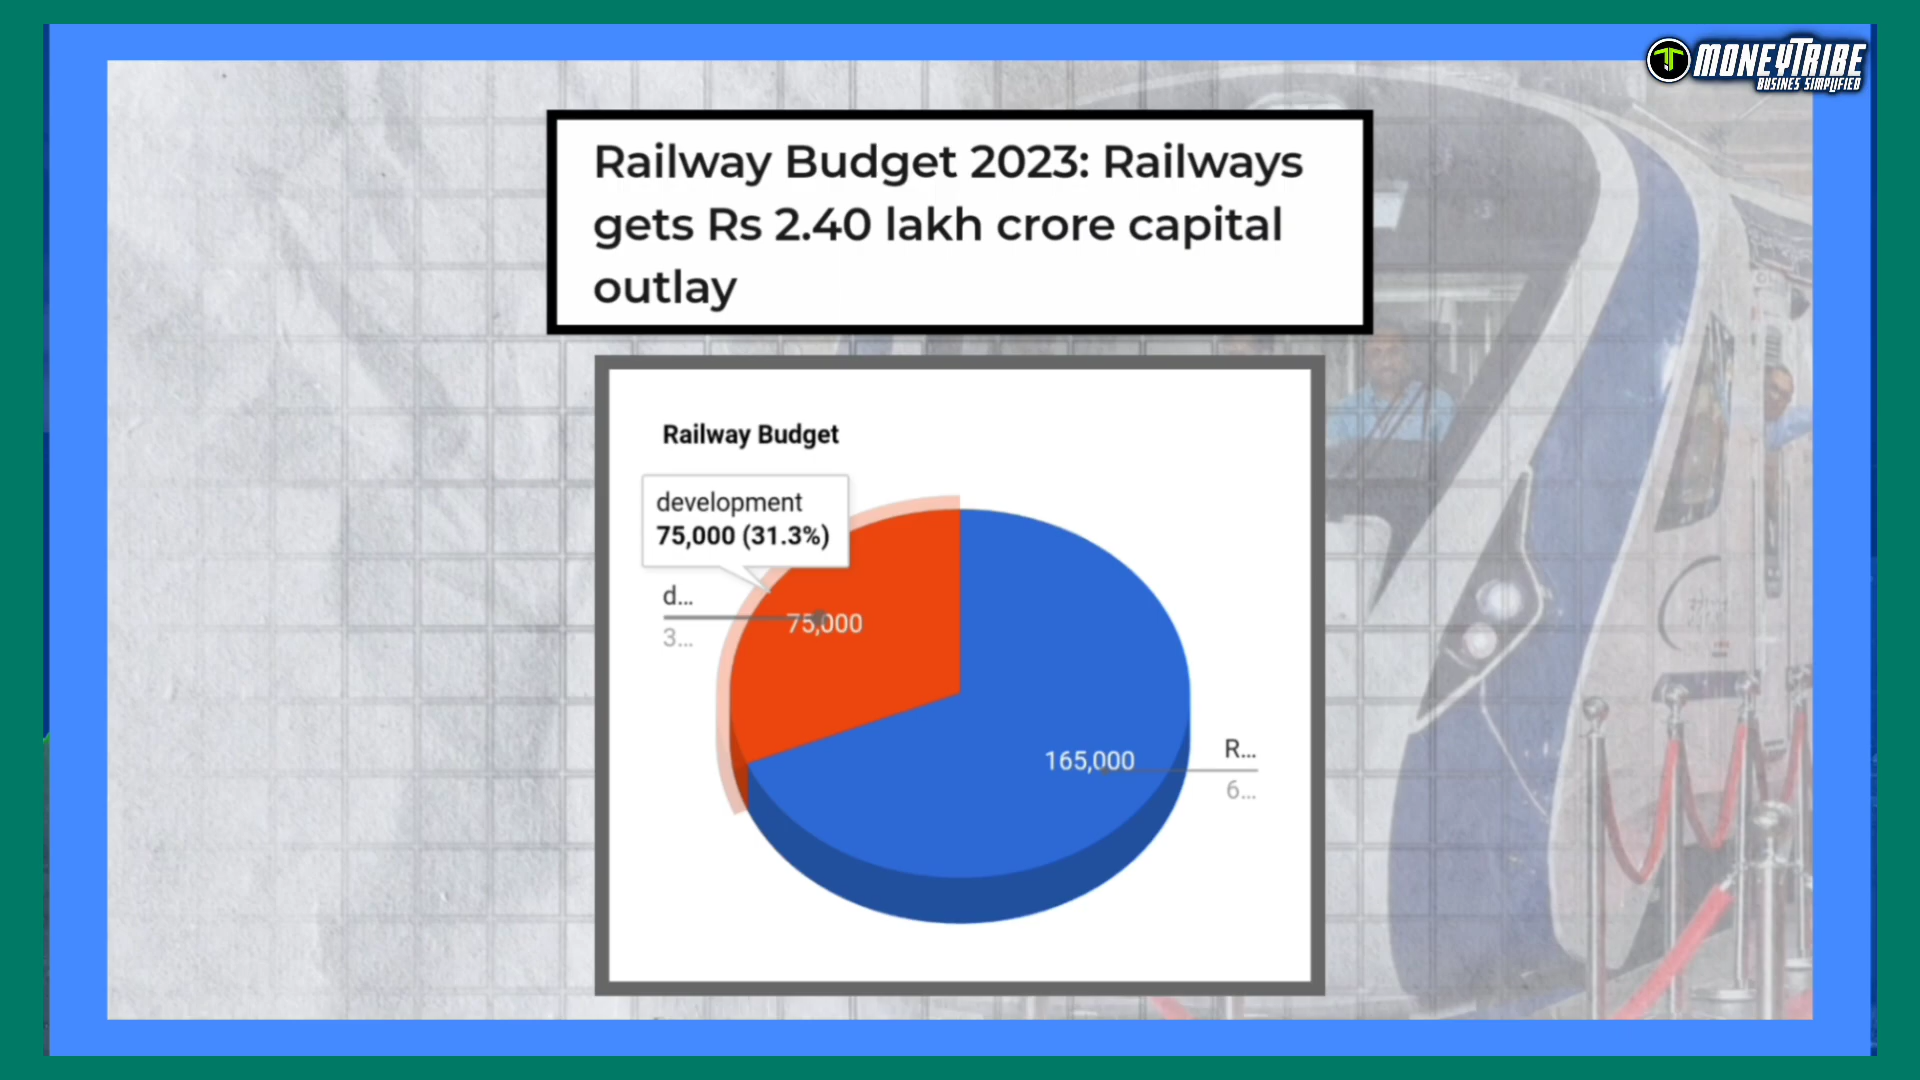 MONEYTRIBE
BUSINES SIMPLIFIED
Railway Budget 2023: Railways
gets Rs 2.40 lakh crore capital
outlay
Railway Budget
development
75,000 (31.3%)
d...
3...
75,000
165,000
R...
6...